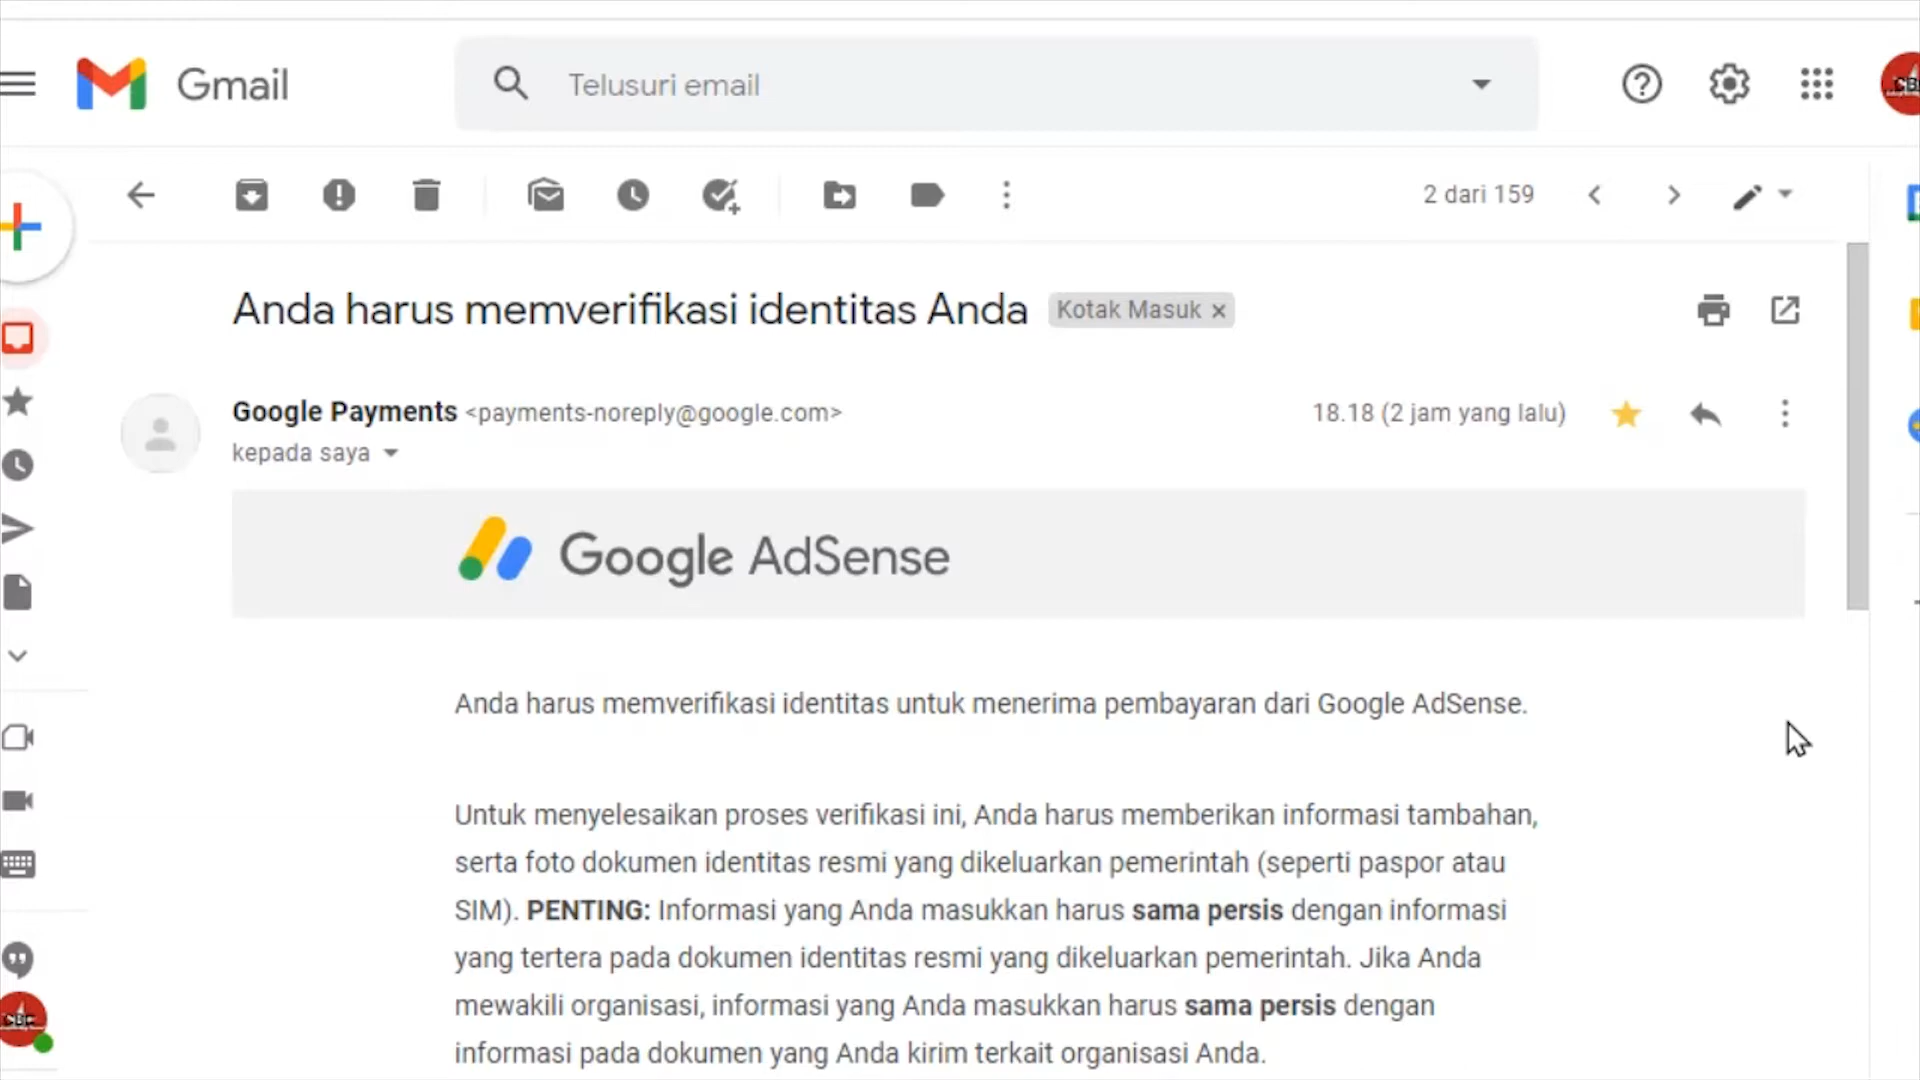 Gmail
Telusuri email
2 dari 159
Anda harus memverifikasi identitas Anda Kotak Masuk ×
Google Payments <payments-noreply@google.com> 18.18 (2 jam yang lalu)
kepada saya
Google AdSense
Anda harus memverifikasi identitas untuk menerima pembayaran dari Google AdSense.
Untuk menyelesaikan proses verifikasi ini, Anda harus memberikan informasi tambahan,
serta foto dokumen identitas resmi yang dikeluarkan pemerintah (seperti paspor atau
SIM). PENTING: Informasi yang Anda masukkan harus sama persis dengan informasi
yang tertera pada dokumen identitas resmi yang dikeluarkan pemerintah. Jika Anda
mewakili organisasi, informasi yang Anda masukkan harus sama persis dengan
informasi pada dokumen yang Anda kirim terkait organisasi Anda.